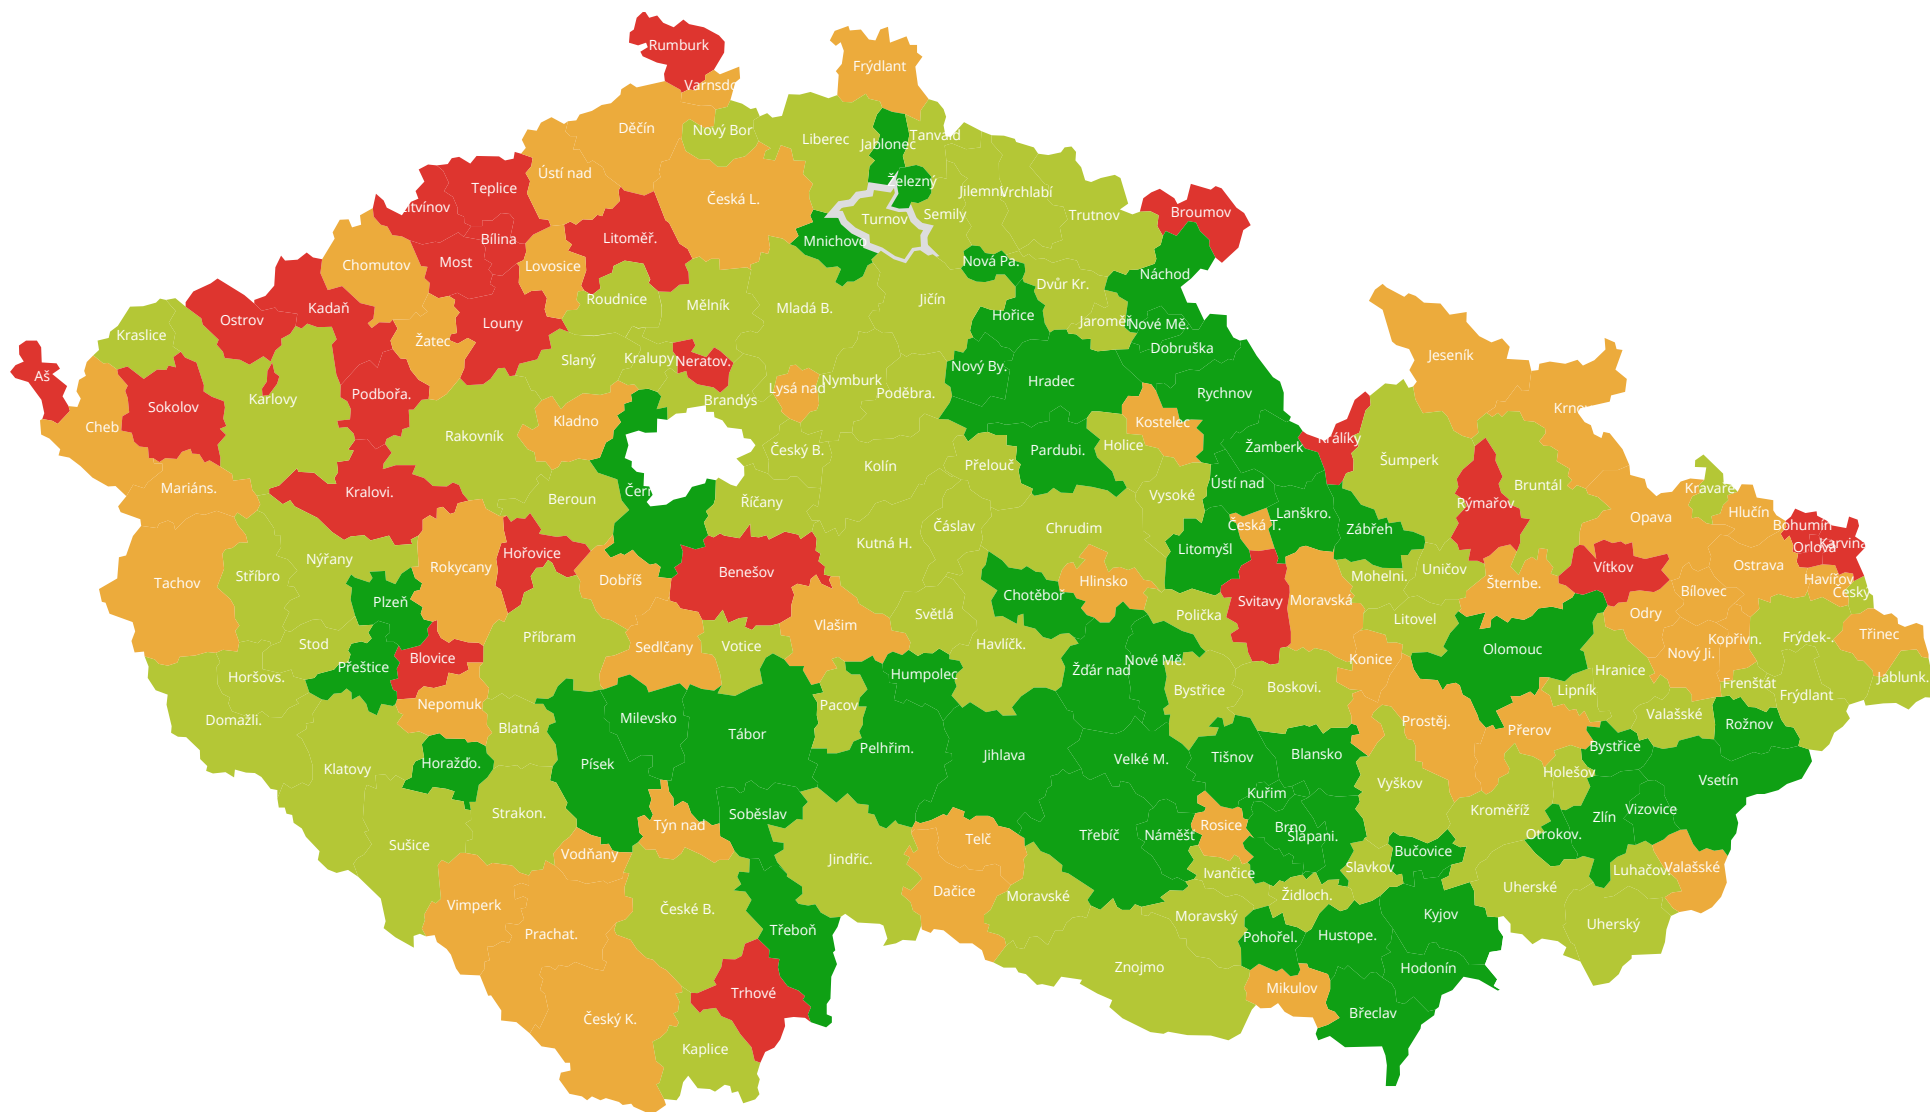 Rumburk
Frýdlant
Varnsdo
Děčín
Nový Bor
Liberec
Tanvald
Jablonec
Ústí nad
Teplice
Železný
Česká L.
Jilemni
Vrchlabí
itvínov
Turnov
Semily
Trutnov
Broumov
Bílina
Litoměř.
Mnichovo
Most
Chomutov
Lovosice
Nová Pa.
Náchod
Dvůr Kr.
Roudnice
Mělník
Mladá B.
Jičín
Kadaň
Ostrov
Louny
Hořice
Jaroměř
Nové Mě.
Kraslice
Žatec
Dobruška
Jeseník
Slaný
Kralupy
Neratov.
Aš
Nový By.
Hradec
Nymburk
Lysá nad
Poděbra.
Rychnov
Podbořa.
Karlovy
Brandýs
Sokolov
Krno
Cheb
Kladno
Kostelec
Rakovník
Holice
Králíky
Žamberk
Český B.
Pardubi.
Kolín
Přelouč
Šumperk
Mariáns.
Kralovi.
Čer
Ústí nad
Bruntál
Kravaře
Beroun
Říčany
Vysoké
Rýmařov
Lanškro.
Hlučín
Opava
Čáslav
Chrudim
Česká T.
Zábřeh
Bohumín
Kutná H.
Litomyšl
Orlová
Karviná
Hořovice
Nýřany
Rokycany
Ostrava
Vítkov
Uničov
Benešov
Stříbro
Mohelni.
Dobříš
Hlinsko
Havířov
Tachov
Šternbe.
Bílovec
Český
Chotěbor
Plzeň
Svitavy
Moravská
Odry
Světlá
Polička
Litovel
Vlašim
Třinec
Příbram
Frýdek-.
Kopřivn.
Stod
Votice
Sedlčany
Havlíčk.
Olomouc
Nový Ji.
Blovice
Konice
Nové Mě.
Přeštice
Žďár nad
Hranice
Humpolec
Horšovs.
Jablunk.
Frenštát
Boskovi.
Bystřice
Lipník
Frýdlant
Nepomuk
Pacov
Valašské
Milevsko
Domažli.
Prostěj.
Rožnov
Blatná
Přerov
Tábor
Pelhřim.
Bystřice
Jihlava
Blansko
Tišnov
Velké M.
Horažďo.
Písek
Klatovy
Holešov
Vsetín
Vyškov
Kuřim
Vizovice
Kroměříž
Strakon.
Soběslav
Zlín
Týn nad
Rosice
Brno
Otrokov.
Třebíč
Náměšť
Šlapani.
Telč
Sušice
Bučovice
Vodňany
Jindřic.
Slavkov
Valašské
Luhačov.
Ivančice
Uherské
Dačice
Židloch.
Moravské
Vimperk
České B.
Kyjov
Moravský
Uherský
Třeboň
Prachat.
Hustope.
Pohořel.
Znojmo
Hodonín
Mikulov
Trhové
Břeclav
Český K.
Kaplice